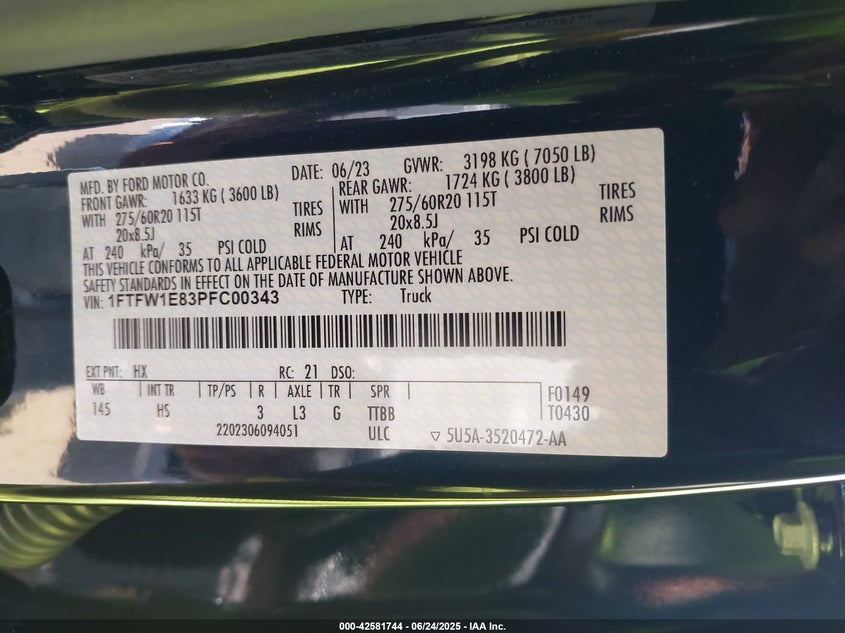 MFD. BY FORD MOTOR CO. DATE: 06/23 GVWR: 3198 KG ( 7050 LB)
FRONT GAWR: 1633 KG ( 3600 LB) REAR GAWR: 1724 KG ( 3800 LB)
WITH 275/60R20 115T TIRES WITH 275/60R20 115T TIRES
20x8.5J RIMS 20x8.5J RIMS
AT 240 kPa/ 35 PSI COLD AT 240 kPa/ 35 PSI COLD
THIS VEHICLE CONFORMS TO ALL APPLICABLE FEDERAL MOTOR VEHICLE
SAFETY STANDARDS IN EFFECT ON THE DATE OF MANUFACTURE SHOWN ABOVE.
VIN: 1FTFW1E83PFC00343 TYPE: Truck
EXT PNT: HX RC: 21 DSO:
WB INT TR TP/PS R AXLE TR SPR F0149
145 HS 3 L3 G TTBB T0430
2202306094051 ULC ▽ 5U5A-3520472-AA
000-42581744 - 06/24/2025 - IAA Inc.